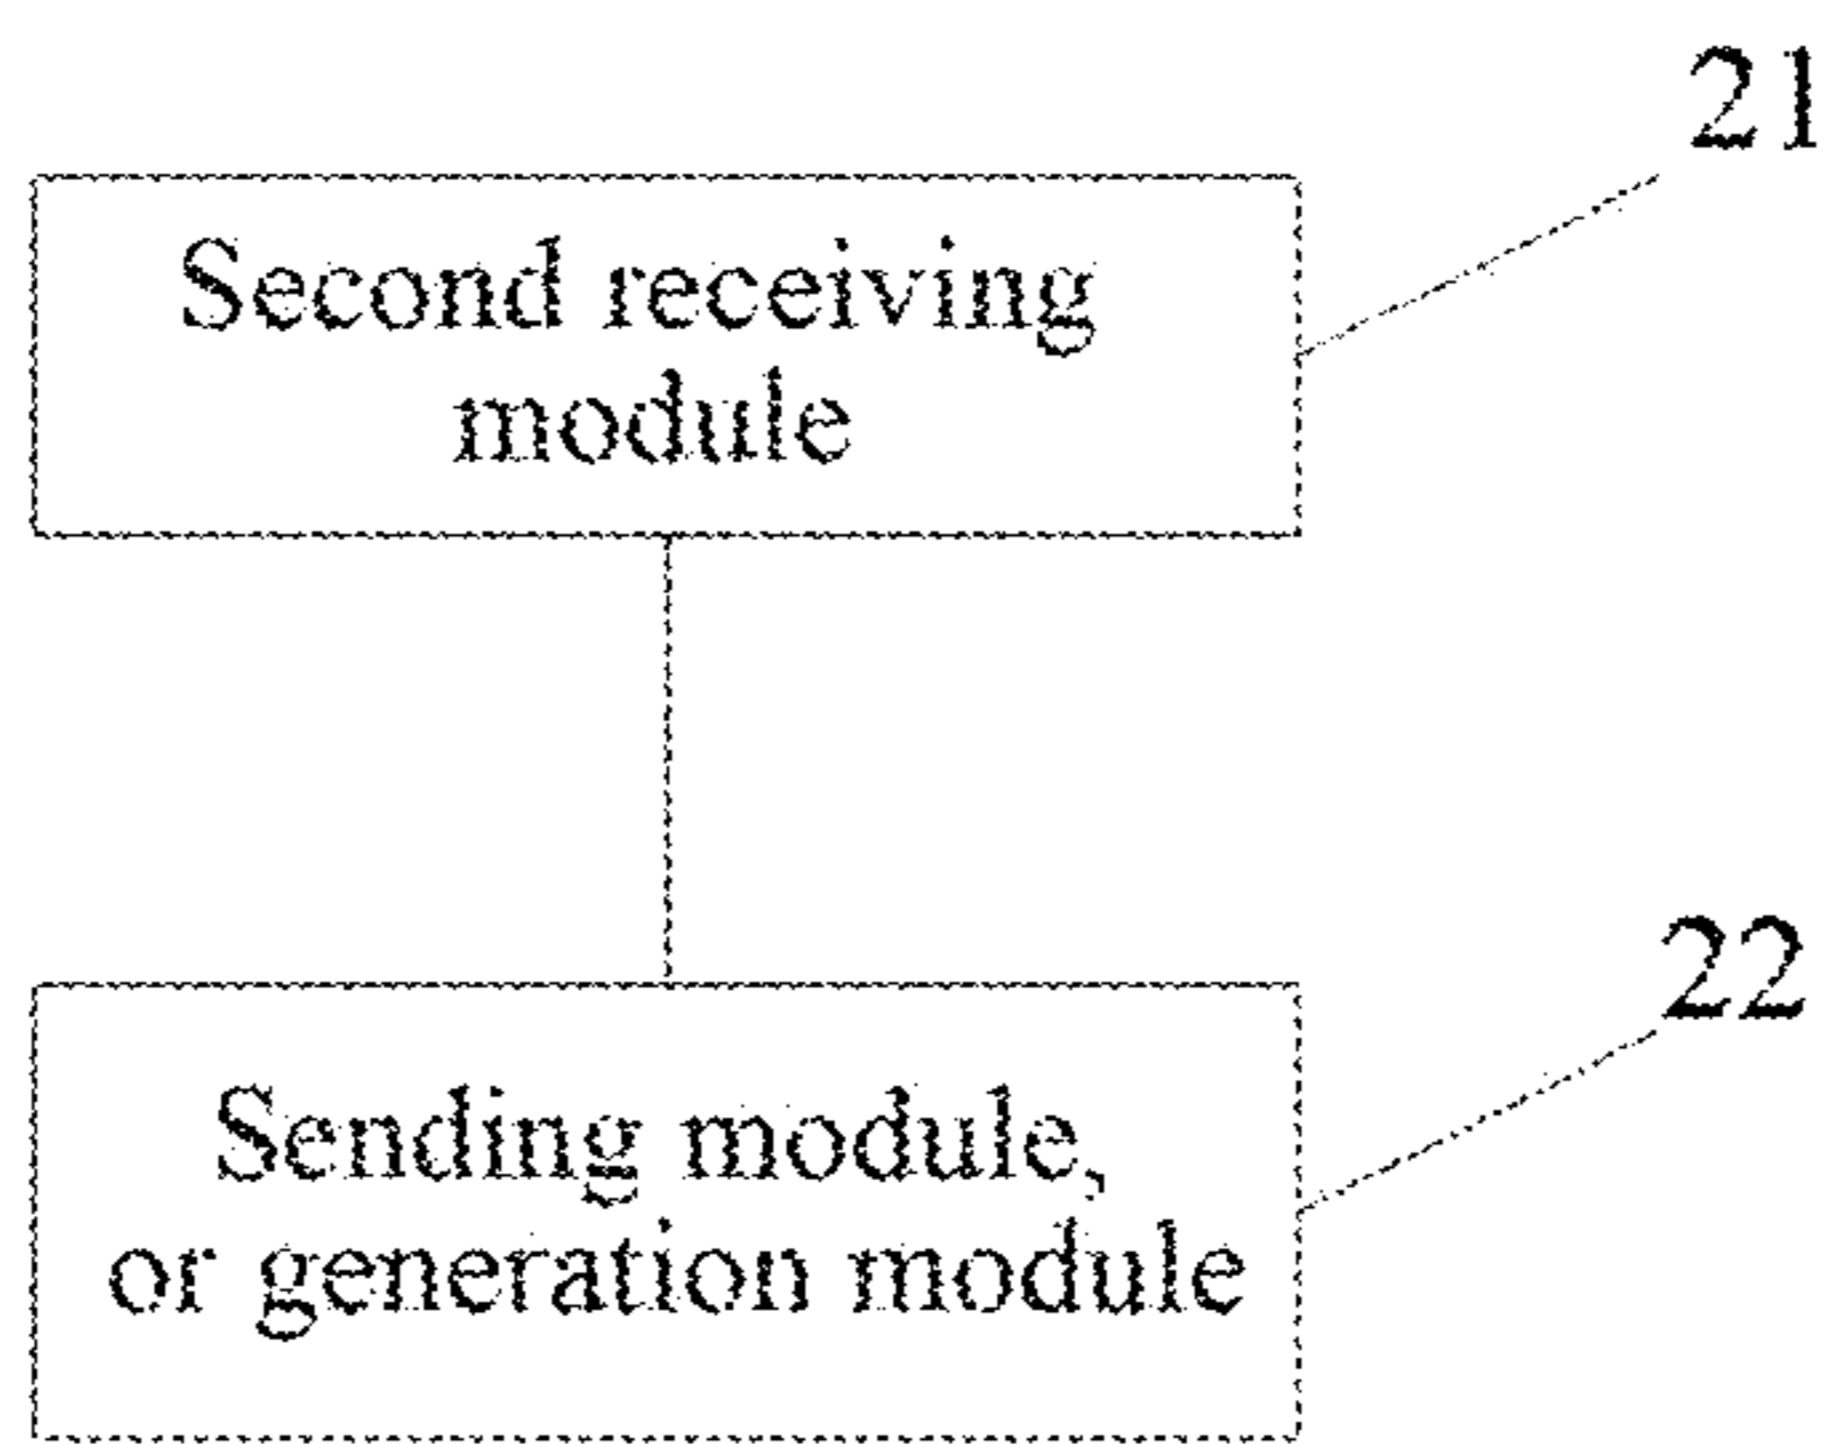 21
Second receiving
module
22
Sending module,
or generation module